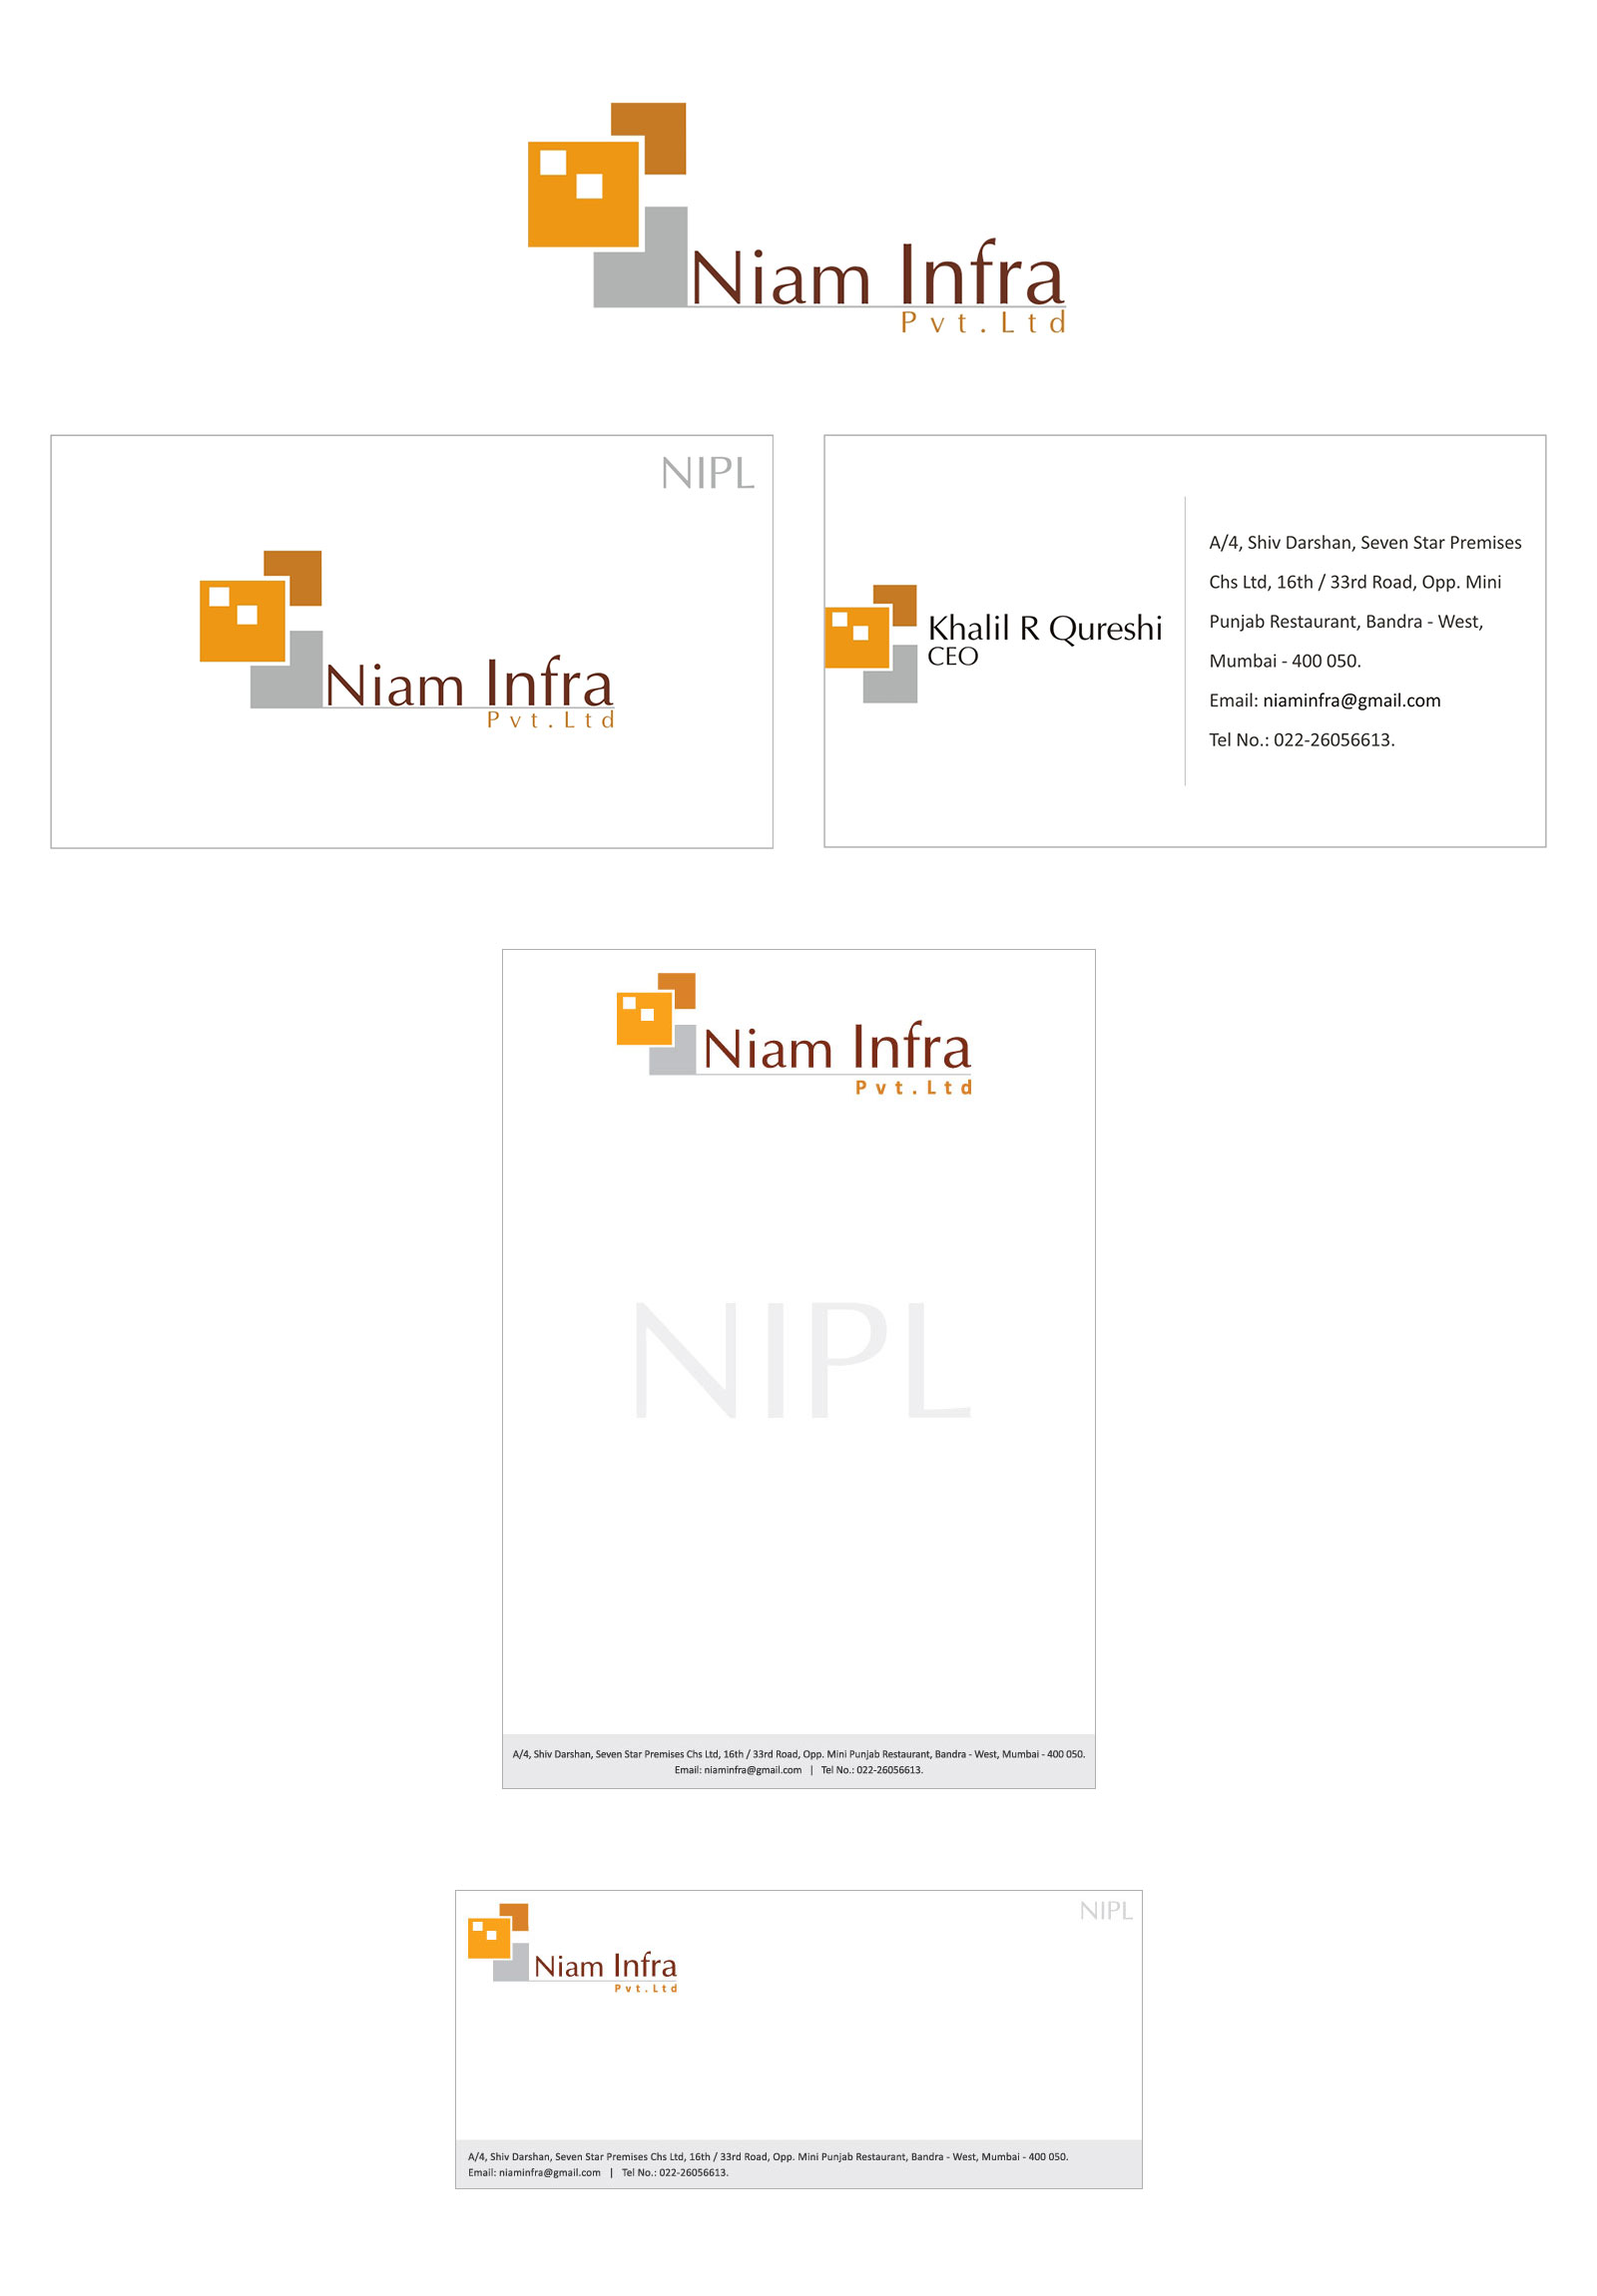 Niam Infra
Pvt.Ltd
NIPL
Niam Infra
Pvt.Ltd
Khalil R Qureshi
CEO
A/4, Shiv Darshan, Seven Star Premises
Chs Ltd, 16th / 33rd Road, Opp. Mini
Punjab Restaurant, Bandra - West,
Mumbai - 400 050.
Email: niaminfra@gmail.com
Tel No.: 022-26056613.
Niam Infra
Pvt.Ltd
NIPL
A/4, Shiv Darshan, Seven Star Premises Chs Ltd, 16th / 33rd Road, Opp. Mini Punjab Restaurant, Bandra - West, Mumbai - 400 050.
Email: niaminfra@gmail.com | Tel No.: 022-26056613.
NIPL
Niam Infra
Pvt.Ltd
A/4, Shiv Darshan, Seven Star Premises Chs Ltd, 16th / 33rd Road, Opp. Mini Punjab Restaurant, Bandra - West, Mumbai - 400 050.
Email: niaminfra@gmail.com | Tel No.: 022-26056613.